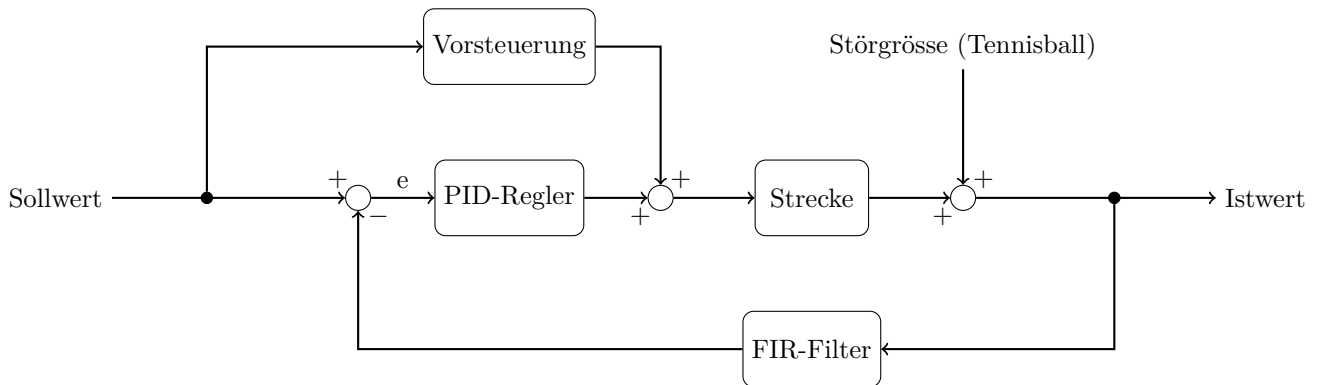 Vorsteuerung
Störgrösse (Tennisball)
Sollwert
+
−
e
PID-Regler
+
+
Strecke
+
+
Istwert
FIR-Filter